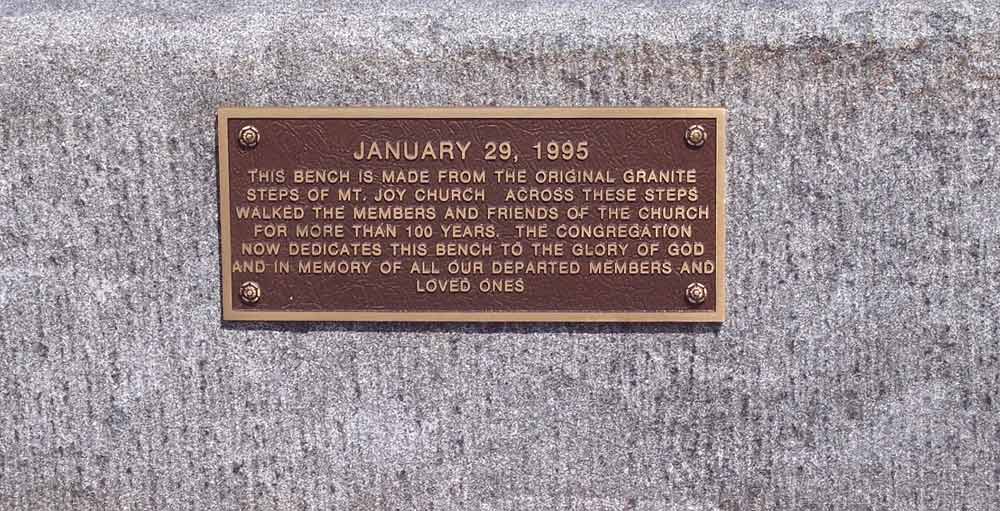 JANUARY 29, 1995
THIS BENCH IS MADE FROM THE ORIGINAL GRANITE
STEPS OF MT. JOY CHURCH ACROSS THESE STEPS
WALKED THE MEMBERS AND FRIENDS OF THE CHURCH
FOR MORE THAN 100 YEARS. THE CONGREGATION
NOW DEDICATES THIS BENCH TO THE GLORY OF GOD
AND IN MEMORY OF ALL OUR DEPARTED MEMBERS AND
LOVED ONES